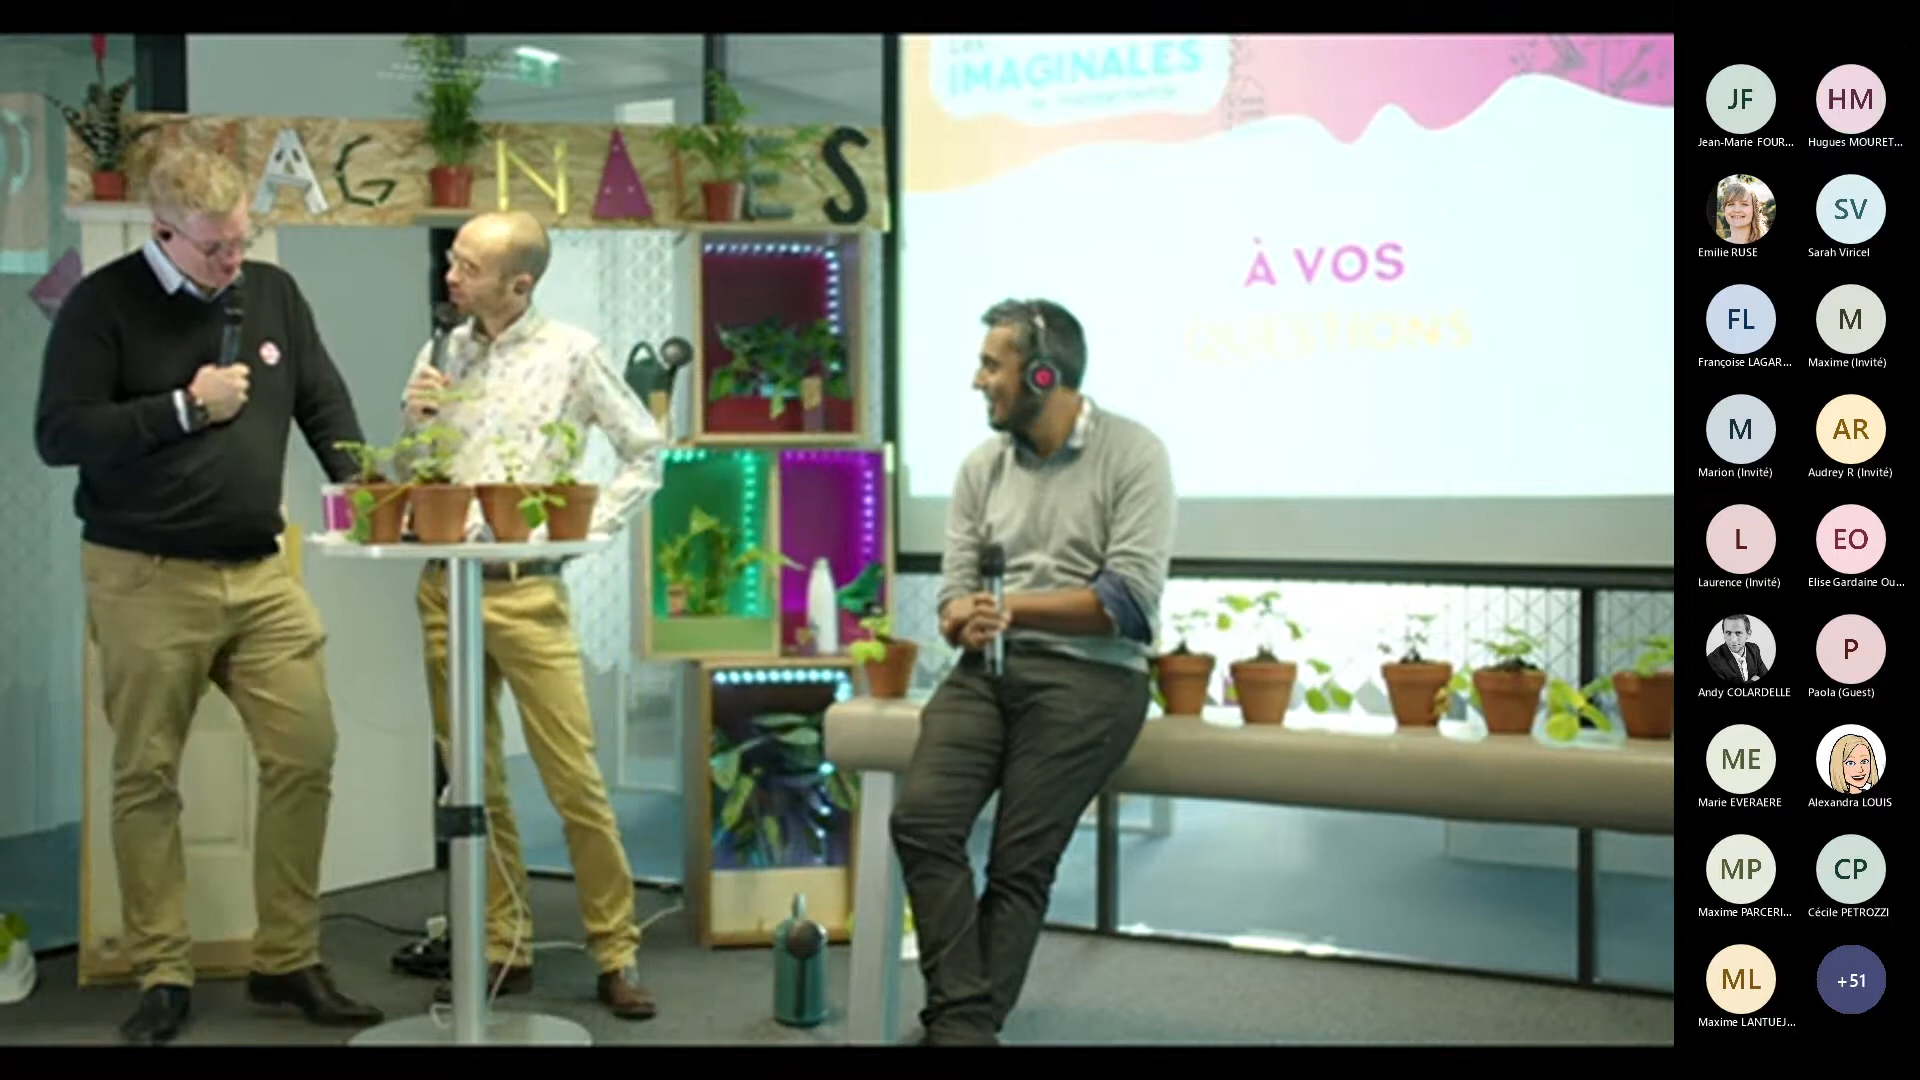 IMAGINALES
AG NALES
À VOS
QUESTIONS
JF
Jean-Marie FOUR...
HM
Hugues MOURET...
Emilie RUSE
SV
Sarah Viricel
FL
Françoise LAGAR...
M
Maxime (Invité)
M
Marion (Invité)
AR
Audrey R (Invité)
L
Laurence (Invité)
EO
Elise Gardaine Ou...
Andy COLARDELLE
P
Paola (Guest)
ME
Marie EVERAERE
Alexandra LOUIS
MP
Maxime PARCERI...
CP
Cécile PETROZZI
ML
Maxime LANTUEJ...
+51